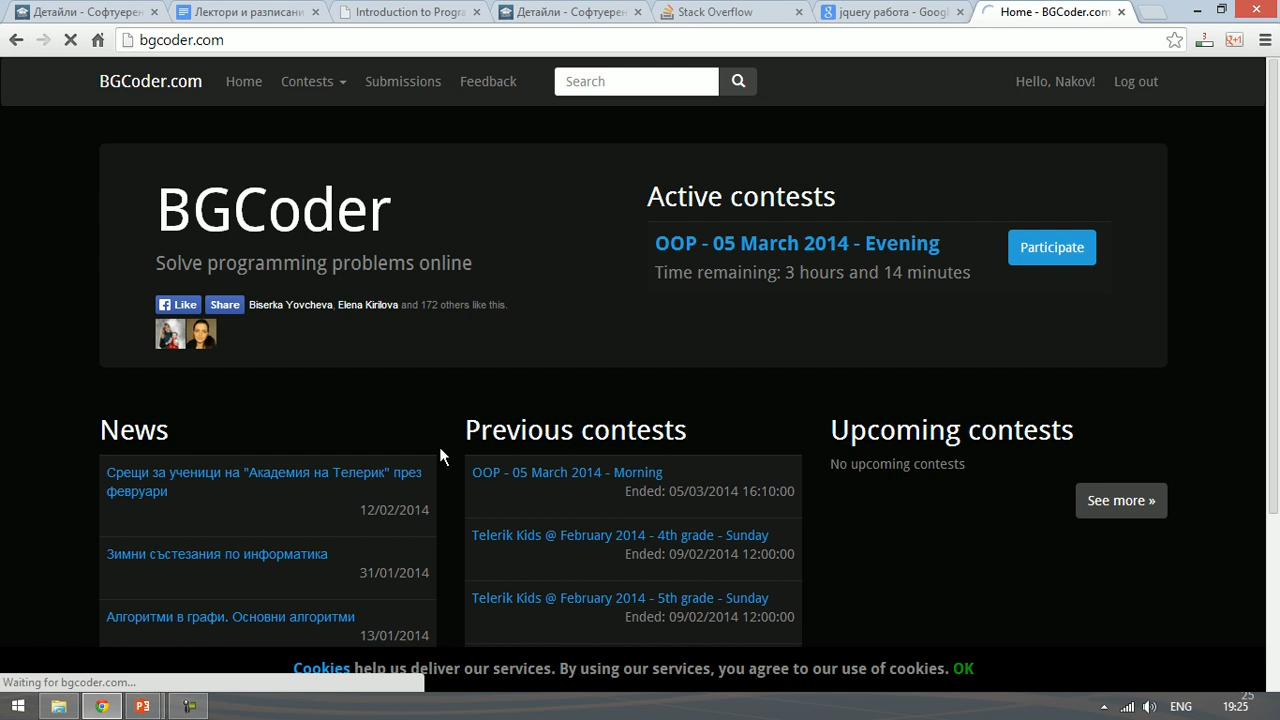 Детайли - Софтуерен
Лектори и разписани
Introduction to Progra
Детайли - Софтуерен
Stack Overflow
jquery работа - Googl
Home - BGCoder.com
bgcoder.com
3
BGCoder.com Home Contests Submissions Feedback Search Hello, Nakov! Log out
BGCoder
Solve programming problems online
Like Share Biserka Yovcheva, Elena Kirilova and 172 others like this.
Active contests
OOP - 05 March 2014 - Evening
Time remaining: 3 hours and 14 minutes
Participate
News
Срещи за ученици на "Академия на Телерик" през
февруари
12/02/2014
Зимни състезания по информатика
31/01/2014
Алгоритми в графи. Основни алгоритми
13/01/2014
Previous contests
OOP - 05 March 2014 - Morning
Ended: 05/03/2014 16:10:00
Telerik Kids @ February 2014 - 4th grade - Sunday
Ended: 09/02/2014 12:00:00
Telerik Kids @ February 2014 - 5th grade - Sunday
Ended: 09/02/2014 12:00:00
Upcoming contests
No upcoming contests
See more »
Cookies help us deliver our services. By using our services, you agree to our use of cookies. OK
Waiting for bgcoder.com...
ENG
19:25